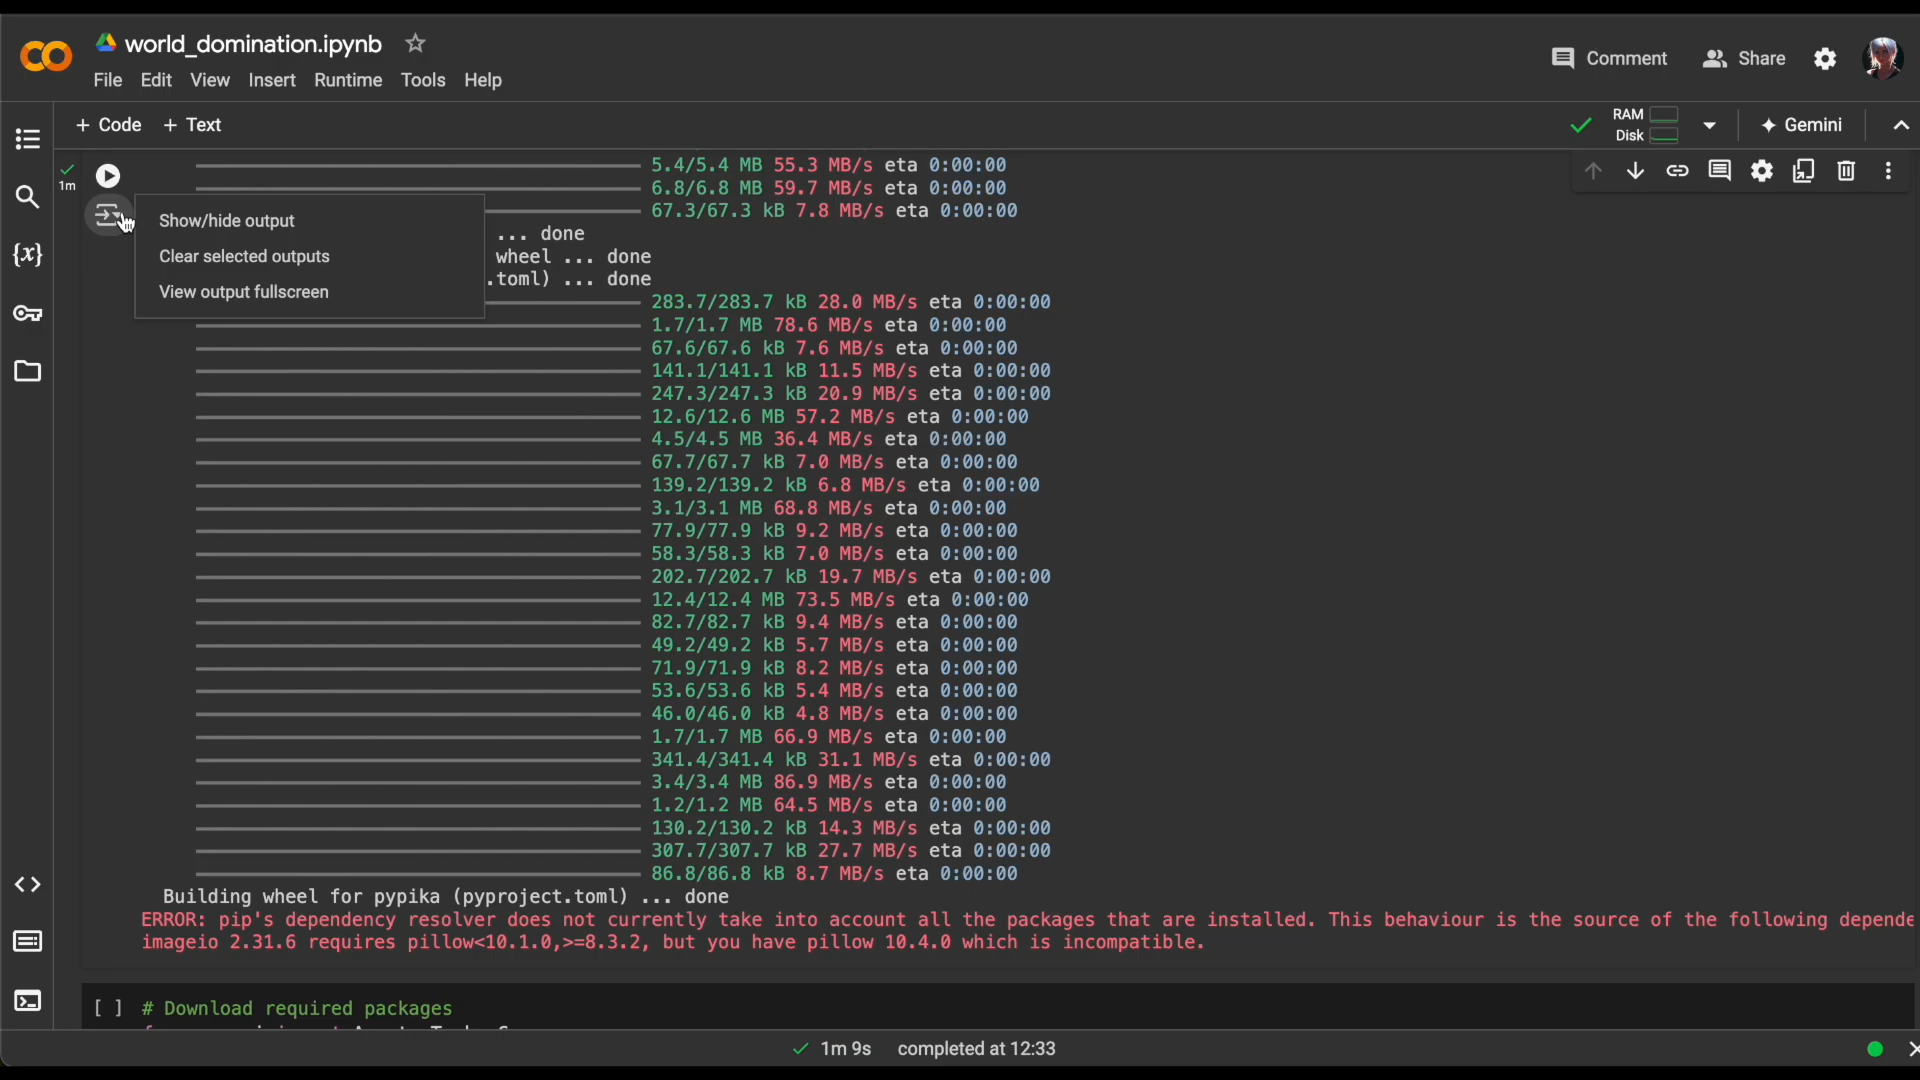 world_domination.ipynb
File Edit View Insert Runtime Tools Help
Comment
Share
+ Code + Text
RAM
Disk
Gemini
1m
5.4/5.4 MB 55.3 MB/s eta 0:00:00
6.8/6.8 MB 59.7 MB/s eta 0:00:00
67.3/67.3 kB 7.8 MB/s eta 0:00:00
Show/hide output
Clear selected outputs
View output fullscreen
... done
wheel ... done
.toml) ... done
283.7/283.7 kB 28.0 MB/s eta 0:00:00
1.7/1.7 MB 78.6 MB/s eta 0:00:00
67.6/67.6 kB 7.6 MB/s eta 0:00:00
141.1/141.1 kB 11.5 MB/s eta 0:00:00
247.3/247.3 kB 20.9 MB/s eta 0:00:00
12.6/12.6 MB 57.2 MB/s eta 0:00:00
4.5/4.5 MB 36.4 MB/s eta 0:00:00
67.7/67.7 kB 7.0 MB/s eta 0:00:00
139.2/139.2 kB 6.8 MB/s eta 0:00:00
3.1/3.1 MB 68.8 MB/s eta 0:00:00
77.9/77.9 kB 9.2 MB/s eta 0:00:00
58.3/58.3 kB 7.0 MB/s eta 0:00:00
202.7/202.7 kB 19.7 MB/s eta 0:00:00
12.4/12.4 MB 73.5 MB/s eta 0:00:00
82.7/82.7 kB 9.4 MB/s eta 0:00:00
49.2/49.2 kB 5.7 MB/s eta 0:00:00
71.9/71.9 kB 8.2 MB/s eta 0:00:00
53.6/53.6 kB 5.4 MB/s eta 0:00:00
46.0/46.0 kB 4.8 MB/s eta 0:00:00
1.7/1.7 MB 66.9 MB/s eta 0:00:00
341.4/341.4 kB 31.1 MB/s eta 0:00:00
3.4/3.4 MB 86.9 MB/s eta 0:00:00
1.2/1.2 MB 64.5 MB/s eta 0:00:00
130.2/130.2 kB 14.3 MB/s eta 0:00:00
307.7/307.7 kB 27.7 MB/s eta 0:00:00
86.8/86.8 kB 8.7 MB/s eta 0:00:00
Building wheel for pypika (pyproject.toml) ... done
ERROR: pip's dependency resolver does not currently take into account all the packages that are installed. This behaviour is the source of the following depende
imageio 2.31.6 requires pillow<10.1.0,>=8.3.2, but you have pillow 10.4.0 which is incompatible.
[ ] # Download required packages
1m 9s completed at 12:33